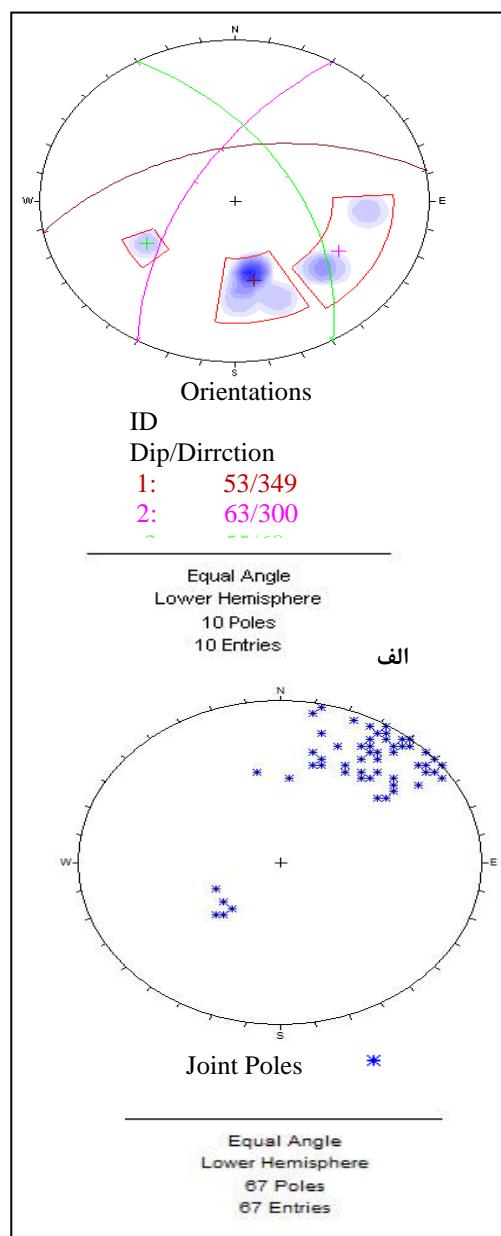 N
W
E
S
Orientations
ID
Dip/Dirrction
1: 53/349
2: 63/300
Equal Angle
Lower Hemisphere
10 Poles
10 Entries
الف
N
W
E
S
Joint Poles
Equal Angle
Lower Hemisphere
67 Poles
67 Entries